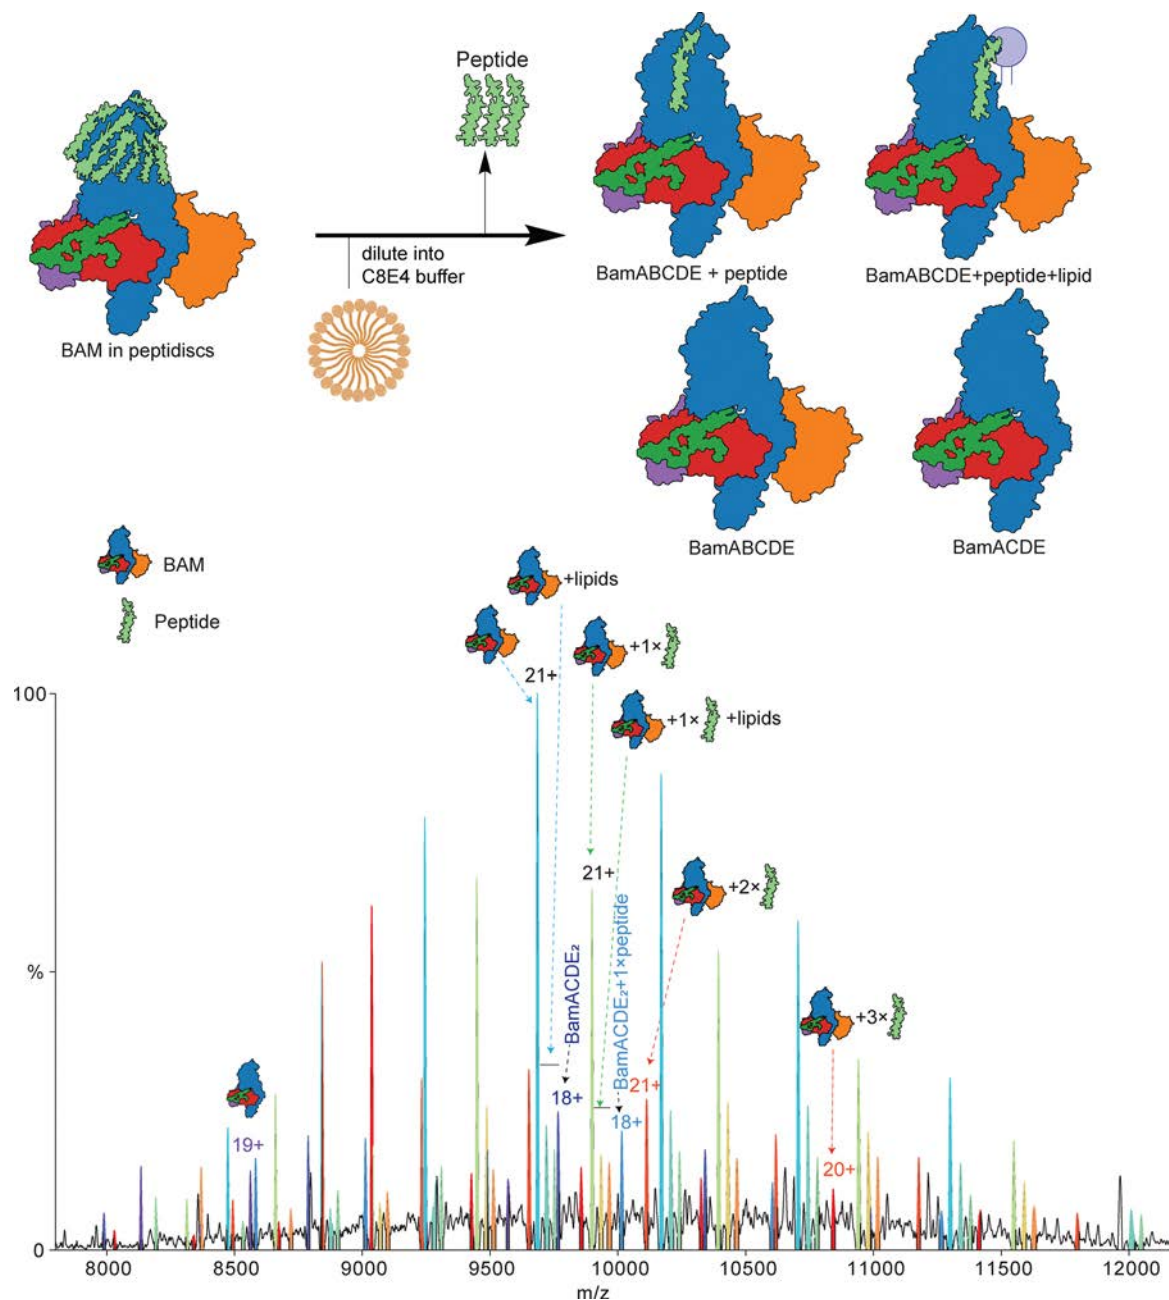 Peptide
dilute into
C8E4 buffer
BAM in peptidiscs
BamABCDE + peptide
BamABCDE+peptide+lipid
BamABCDE
BamACDE
BAM
Peptide
+lipids
21+
+1×
+1×
+lipids
21+
+2×
+3×
BamACDE₂
BamACDE₂+1×peptide
19+
18+
18+
21+
20+
100
%
0
8000
8500
9000
9500
10000
10500
11000
11500
12000
m/z